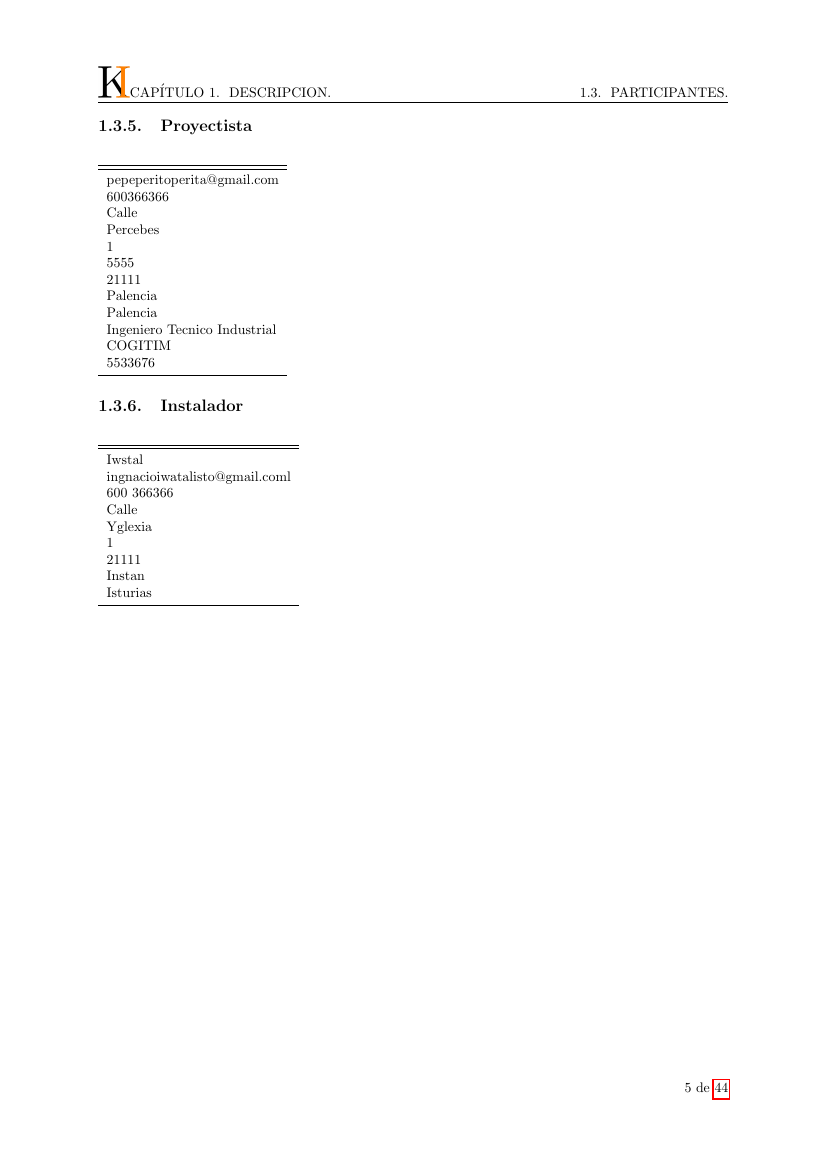 KI CAPÍTULO 1. DESCRIPCION. 1.3. PARTICIPANTES.
1.3.5. Proyectista
pepeperitoperita@gmail.com
600366366
Calle
Percebes
1
5555
21111
Palencia
Palencia
Ingeniero Tecnico Industrial
COGITIM
5533676
1.3.6. Instalador
Iwstal
ingnacioiwatalisto@gmail.coml
600 366366
Calle
Yglexia
1
21111
Instan
Isturias
5 de 44